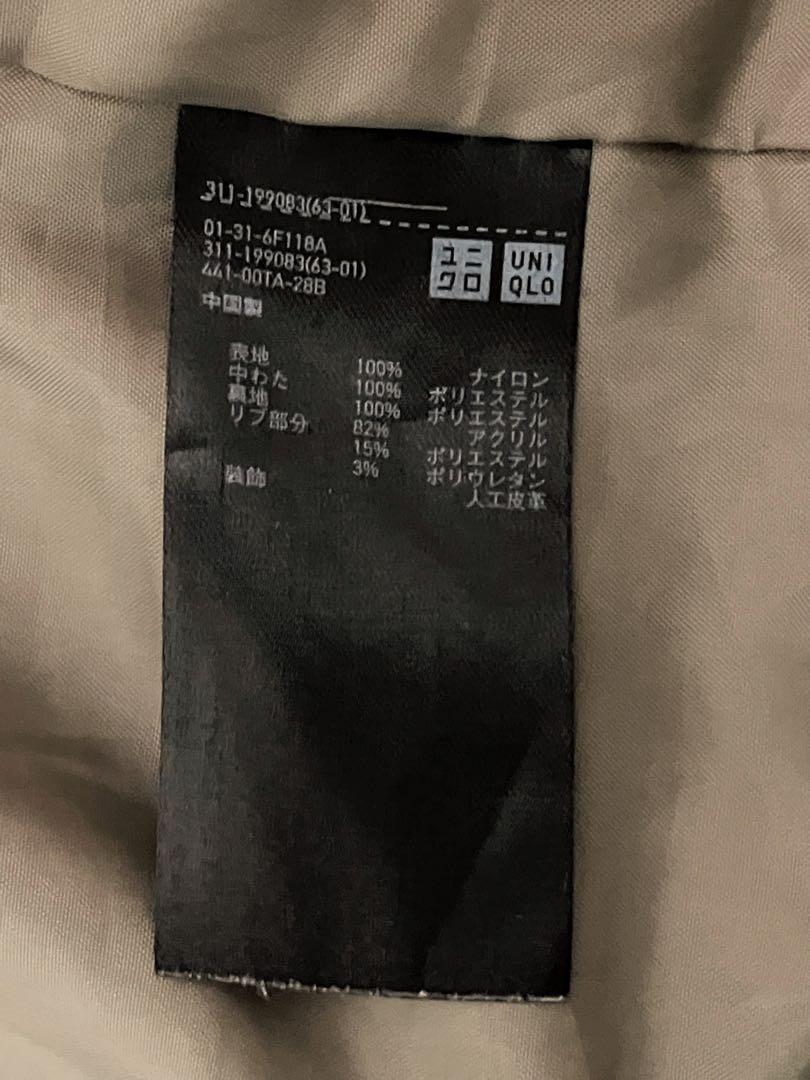 311-199083(63-01)
01-31-6F118A
311-199083(63-01)
441-00TA-28B
中国製
ユニ
クロ
UNI
QLO
表地 100% ナイロン
中わた 100% ポリエステル
裏地 100% ポリエステル
リブ部分 82% アクリル
15% ポリエステル
3% ポリウレタン
装飾 人工皮革